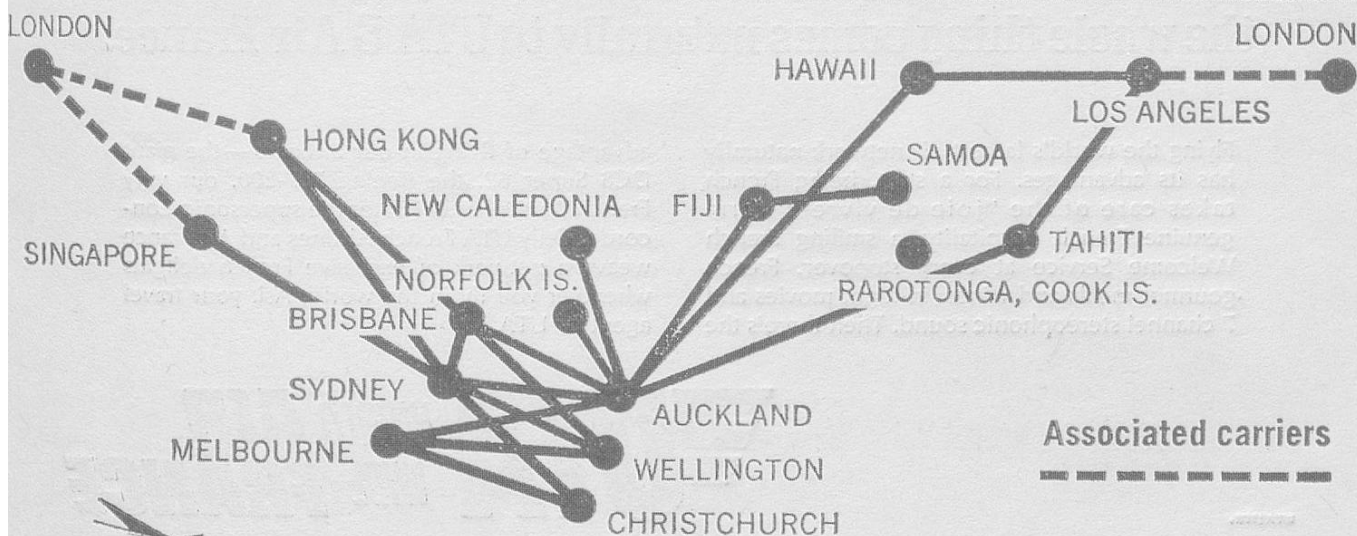 LONDON
LONDON
HAWAII
LOS ANGELES
HONG KONG
SAMOA
NEW CALEDONIA
FIJI
SINGAPORE
TAHITI
NORFOLK IS.
RAROTONGA, COOK IS.
BRISBANE
SYDNEY
AUCKLAND
Associated carriers
MELBOURNE
WELLINGTON
CHRISTCHURCH